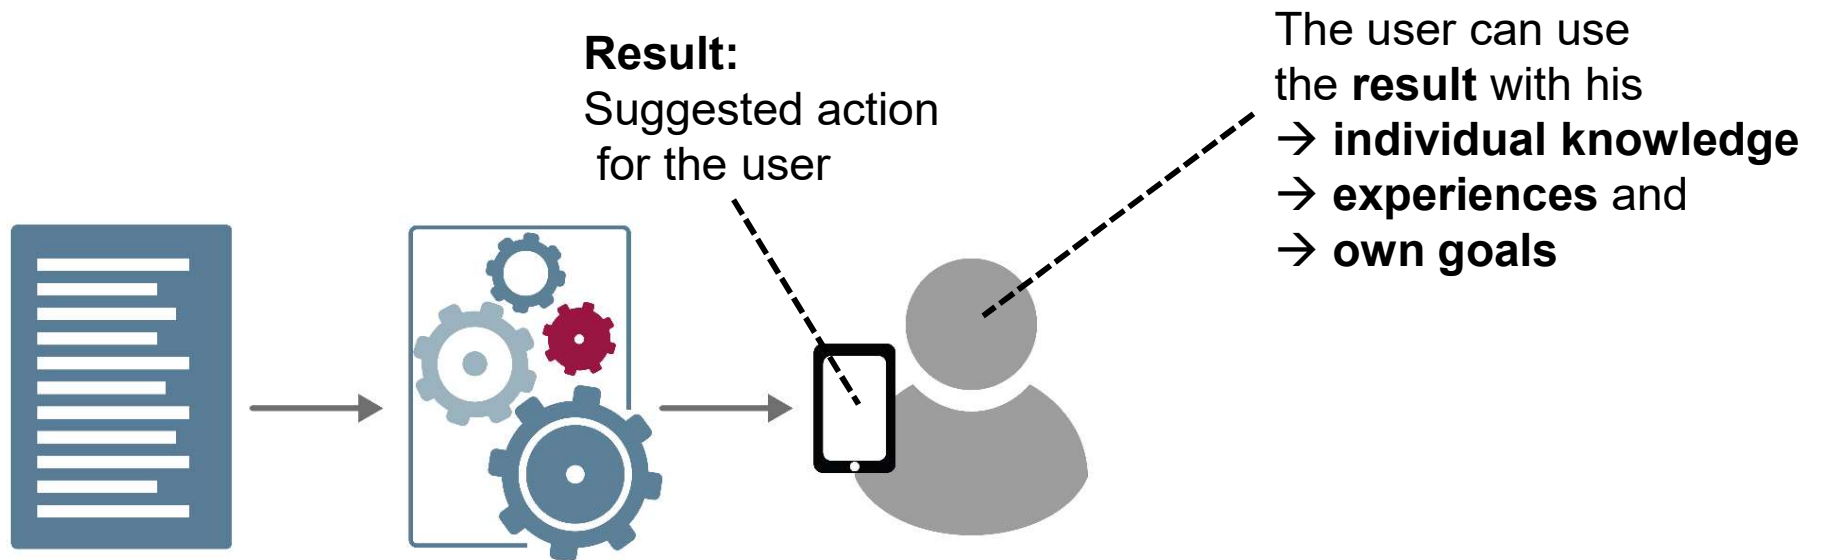 Result:
Suggested action
for the user
The user can use
the result with his
→ individual knowledge
→ experiences and
→ own goals